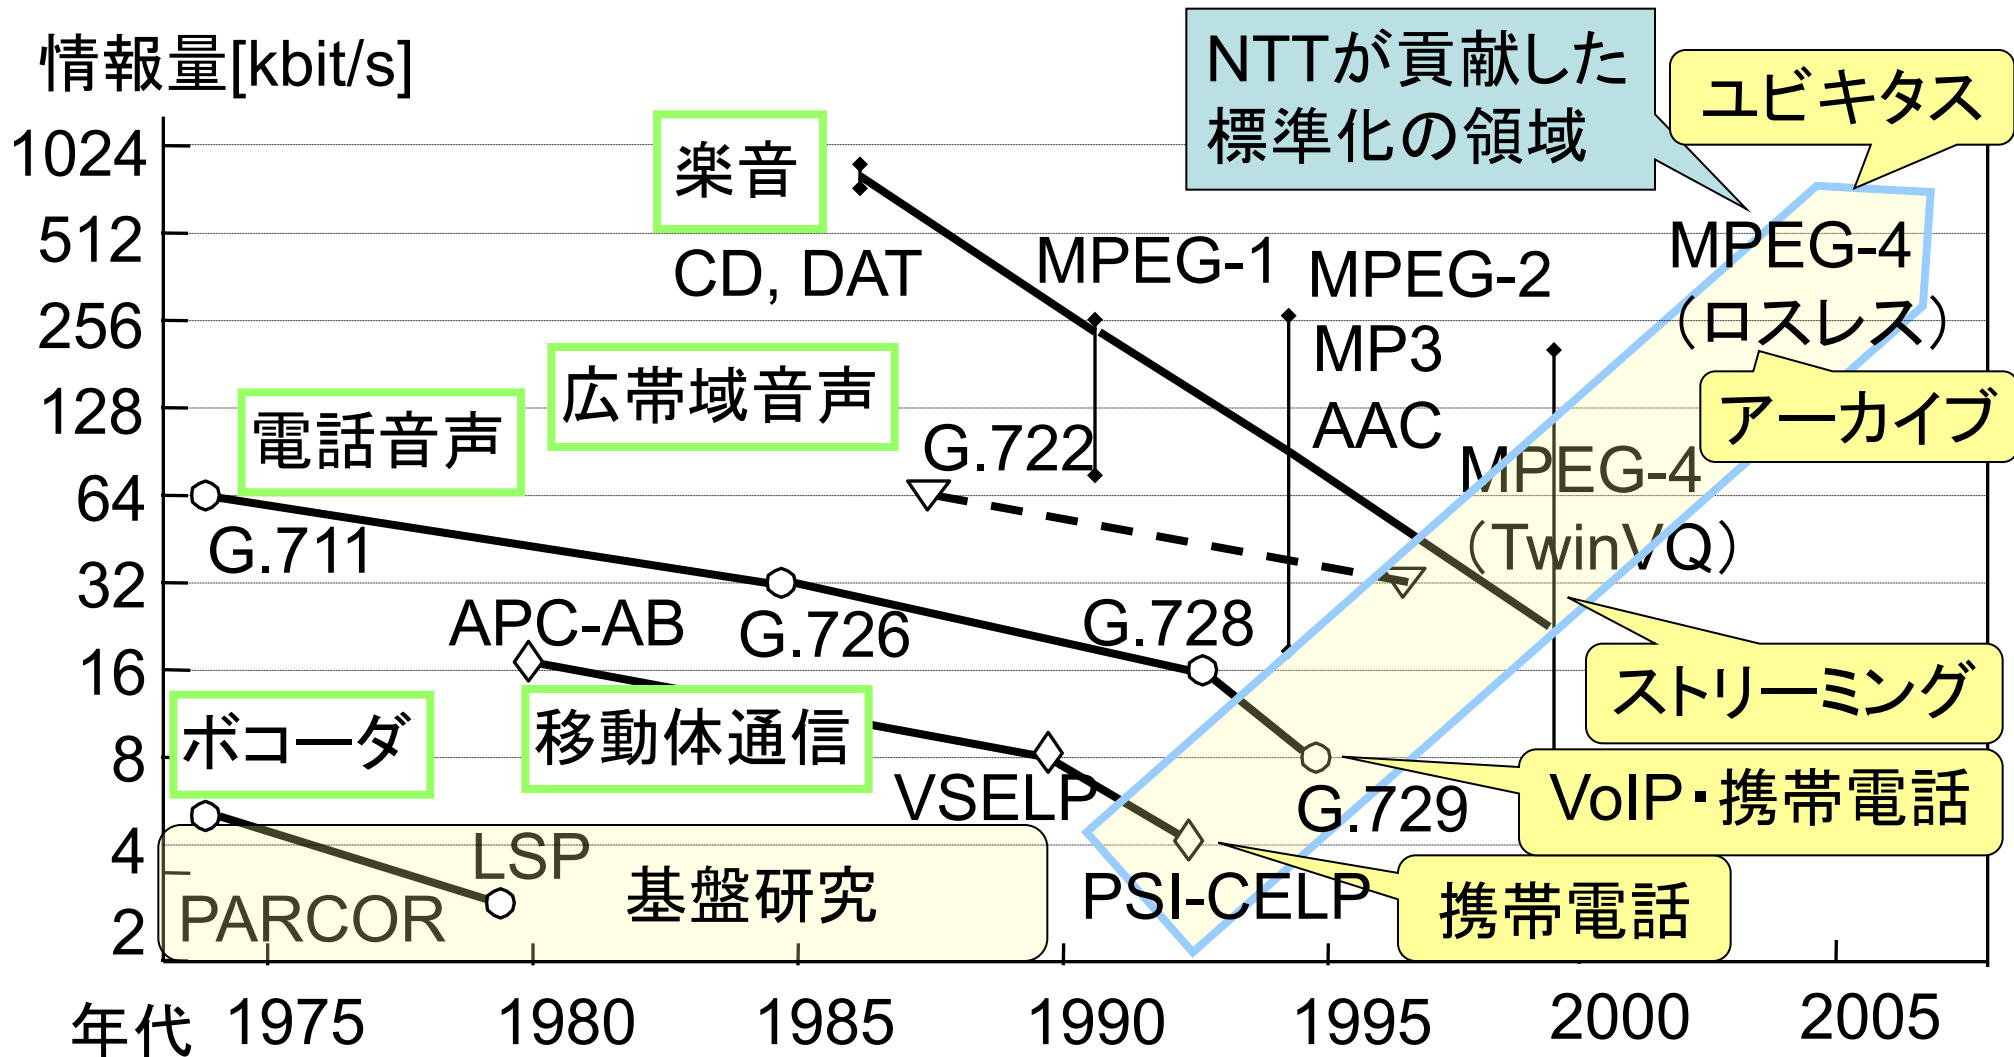 情報量[kbit/s]
NTTが貢献した
標準化の領域
ユビキタス
1024
512
256
128
64
32
16
8
4
2
楽音
CD, DAT
MPEG-1
MPEG-2
MP3
AAC
MPEG-4
（ロスレス）
アーカイブ
広帯域音声
電話音声
G.722
MPEG-4
（TwinVQ）
G.711
APC-AB
G.726
G.728
ストリーミング
ボコーダ
移動体通信
VSELP
G.729
VoIP・携帯電話
LSP
PARCOR
基盤研究
PSI-CELP
携帯電話
年代
1975
1980
1985
1990
1995
2000
2005